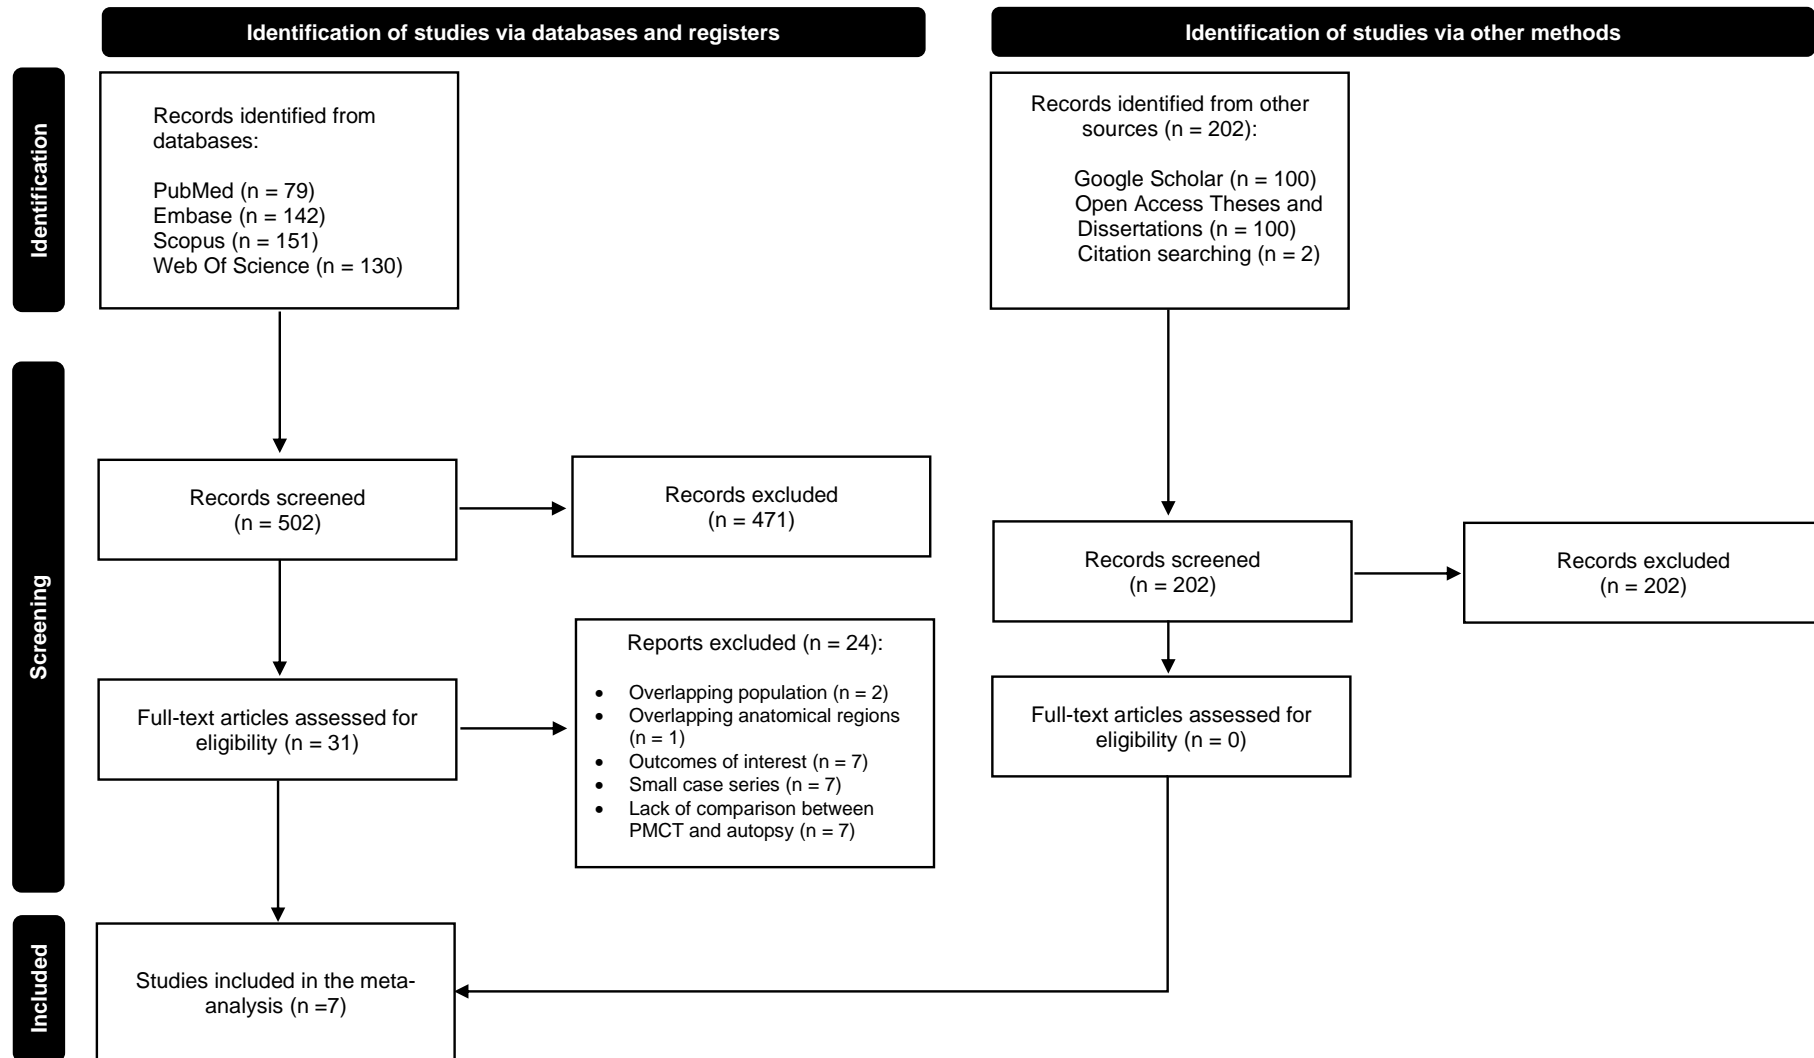 Identification of studies via databases and registers
Identification of studies via other methods
Identification
Records identified from
databases:
PubMed (n = 79)
Embase (n = 142)
Scopus (n = 151)
Web Of Science (n = 130)
Records identified from other
sources (n = 202):
Google Scholar (n = 100)
Open Access Theses and
Dissertations (n = 100)
Citation searching (n = 2)
Screening
Records screened
(n = 502)
Records excluded
(n = 471)
Records screened
(n = 202)
Records excluded
(n = 202)
Full-text articles assessed for
eligibility (n = 31)
Reports excluded (n = 24):
• Overlapping population (n = 2)
• Overlapping anatomical regions
(n = 1)
• Outcomes of interest (n = 7)
• Small case series (n = 7)
• Lack of comparison between
PMCT and autopsy (n = 7)
Full-text articles assessed for
eligibility (n = 0)
Included
Studies included in the meta-
analysis (n =7)